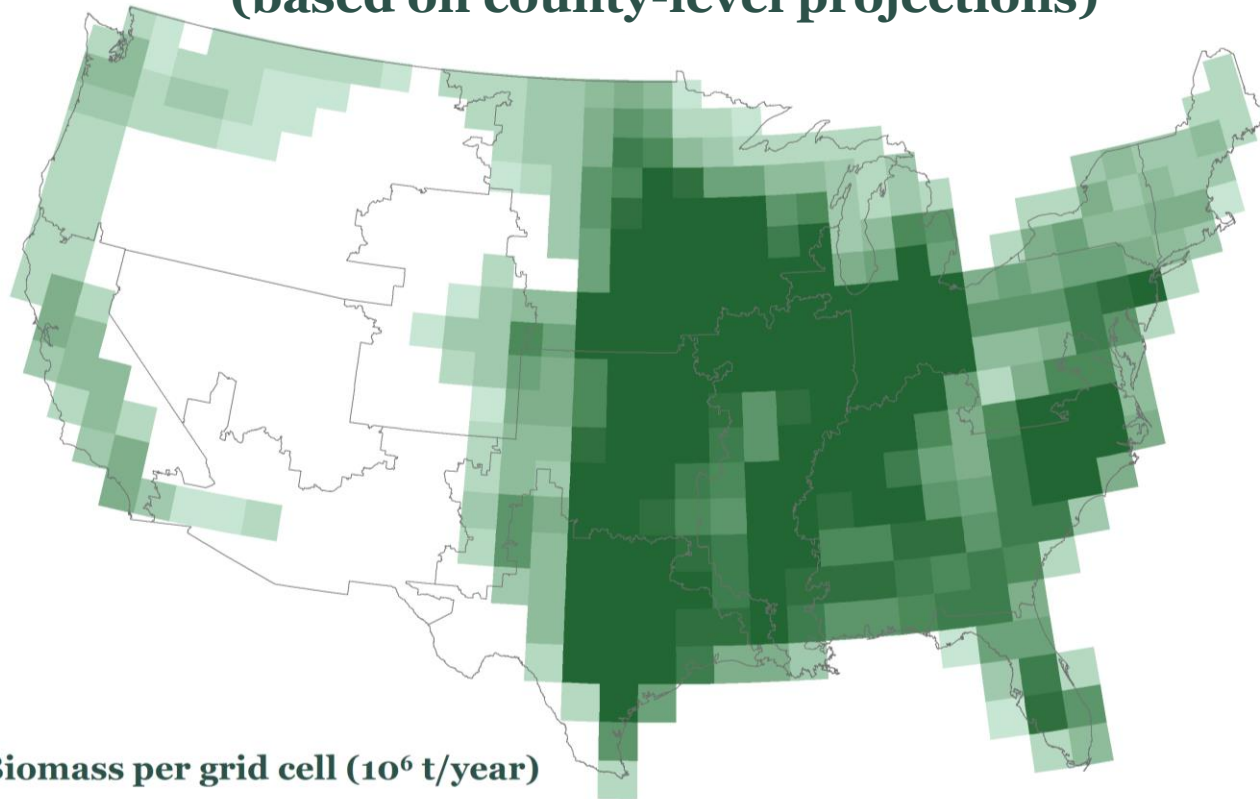 (based on county-level projections)
Biomass per grid cell (10⁶ t/year)